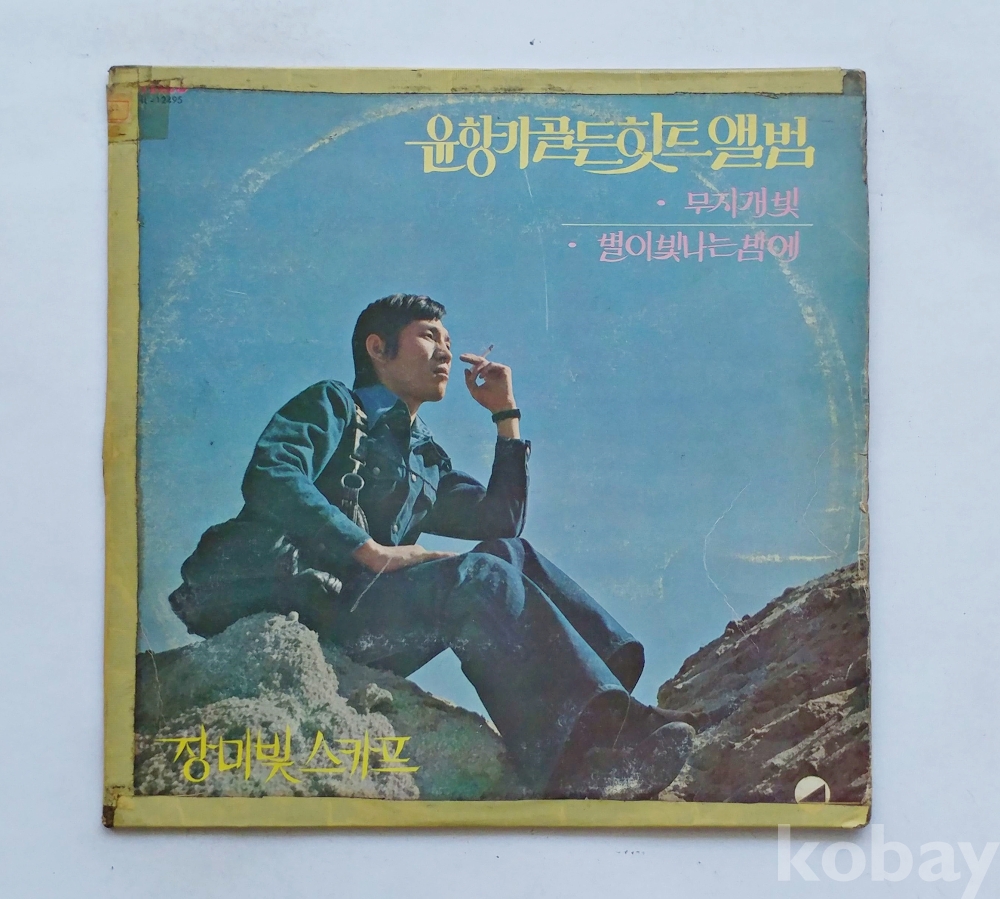 윤항기골든힛트앨범
• 무지개빛
• 별이빛나는밤에
장미빛 스카프
kobay